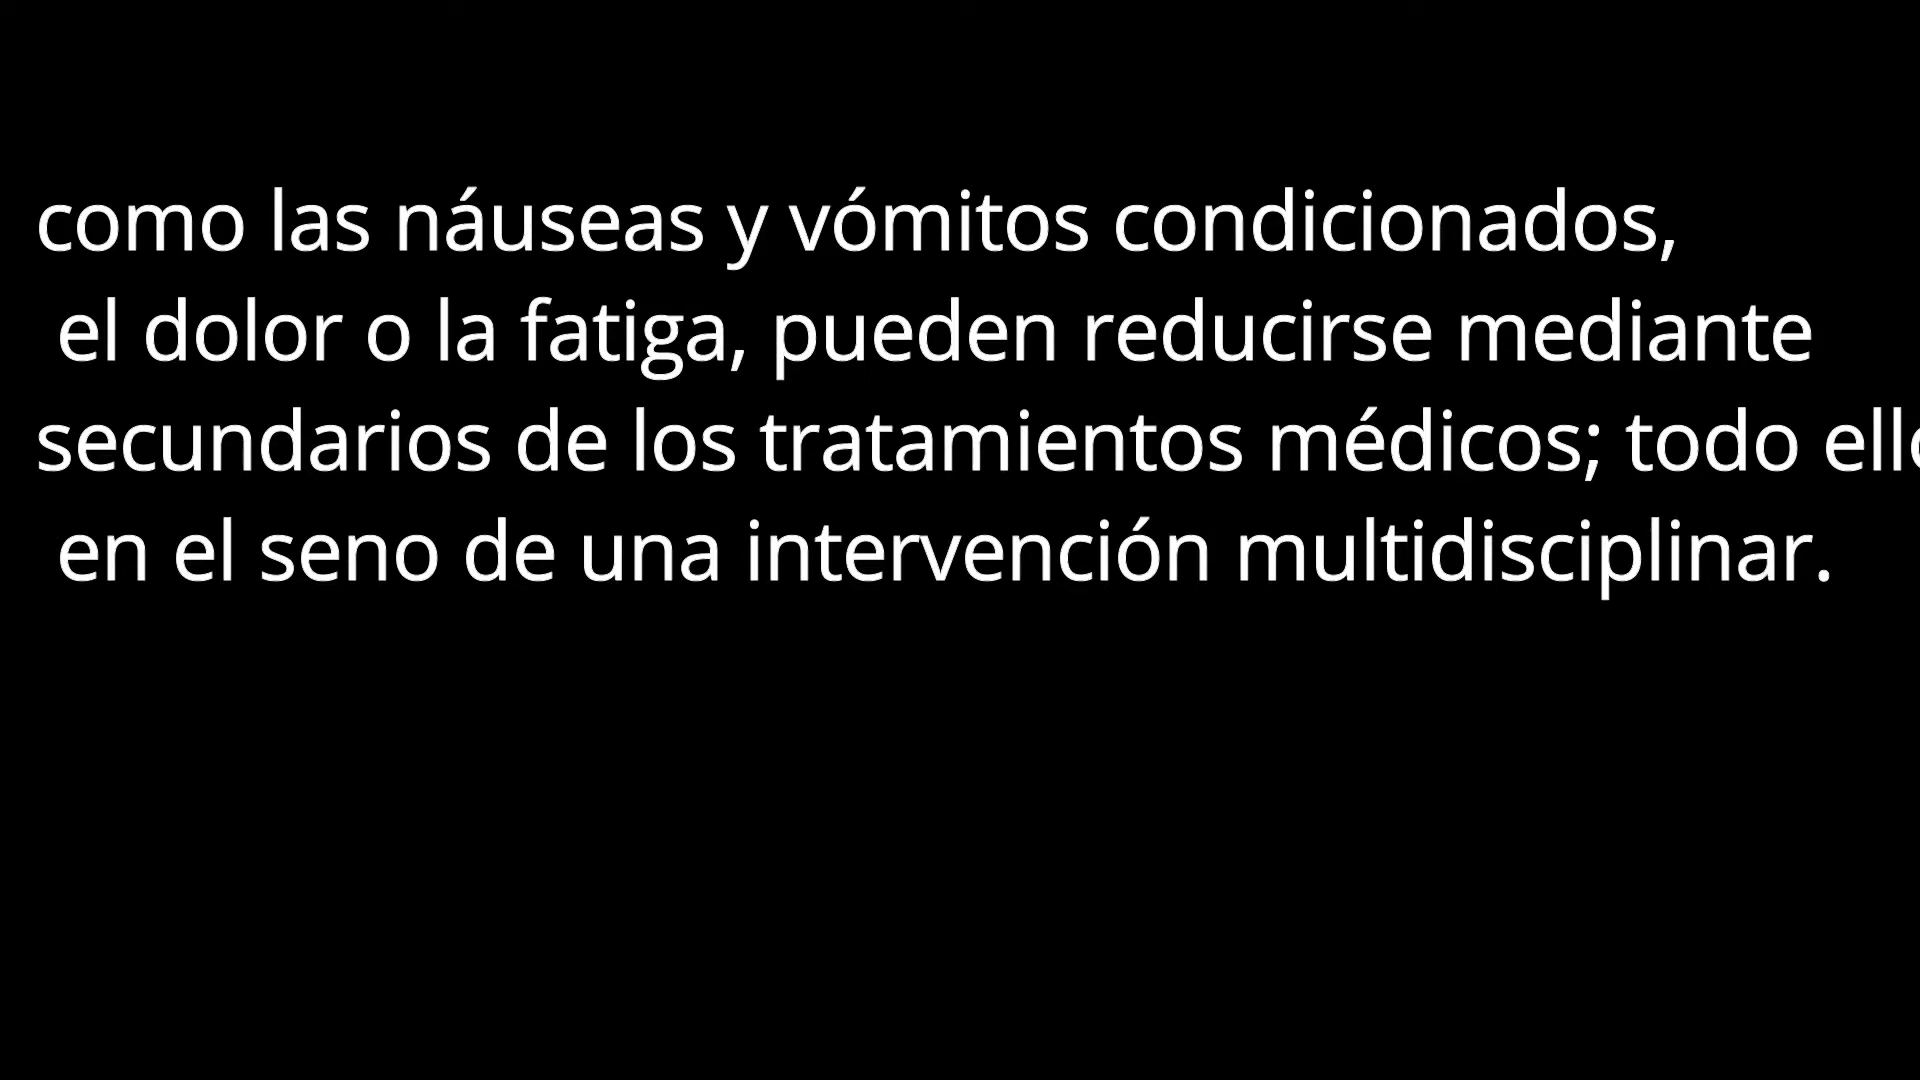 como las náuseas y vómitos condicionados,
el dolor o la fatiga, pueden reducirse mediante
secundarios de los tratamientos médicos; todo ello
en el seno de una intervención multidisciplinar.